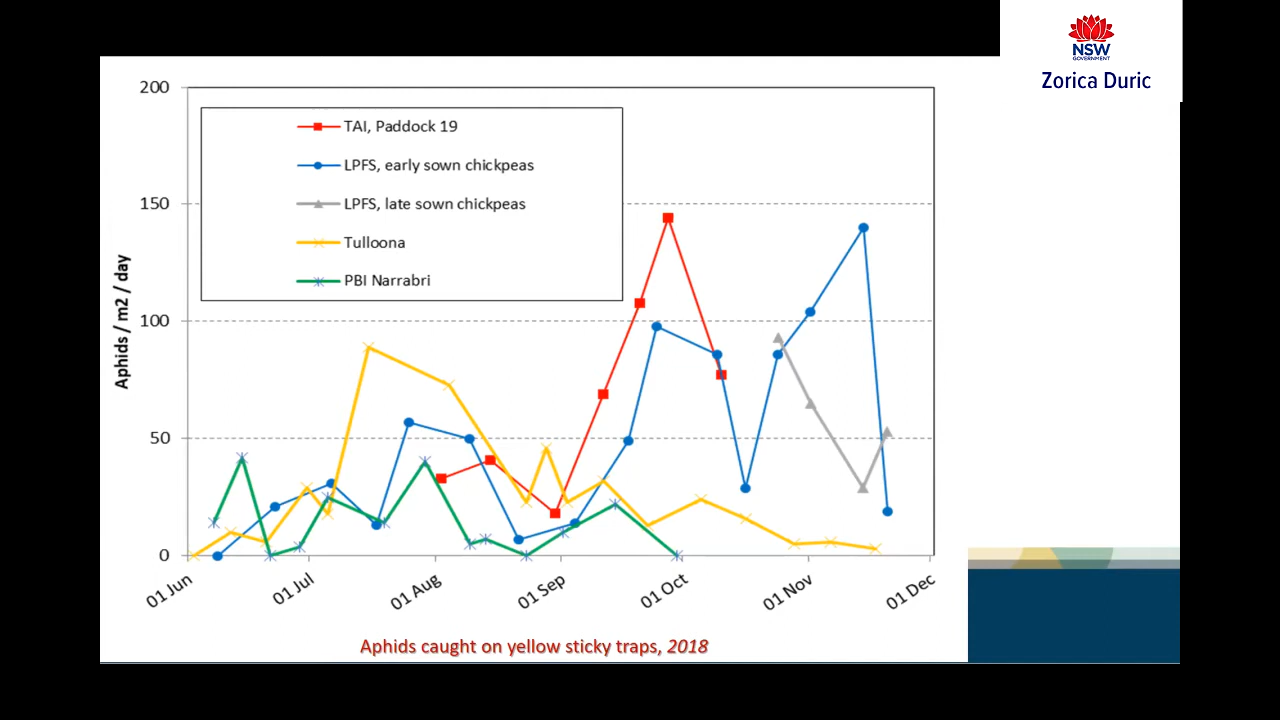 NSW
GOVERNMENT
Zorica Duric
200
150
100
50
0
Aphids / m2 / day
TAI, Paddock 19
LPFS, early sown chickpeas
LPFS, late sown chickpeas
Tulloona
PBI Narrabri
01 Jun
01 Jul
01 Aug
01 Sep
01 Oct
01 Nov
01 Dec
Aphids caught on yellow sticky traps, 2018